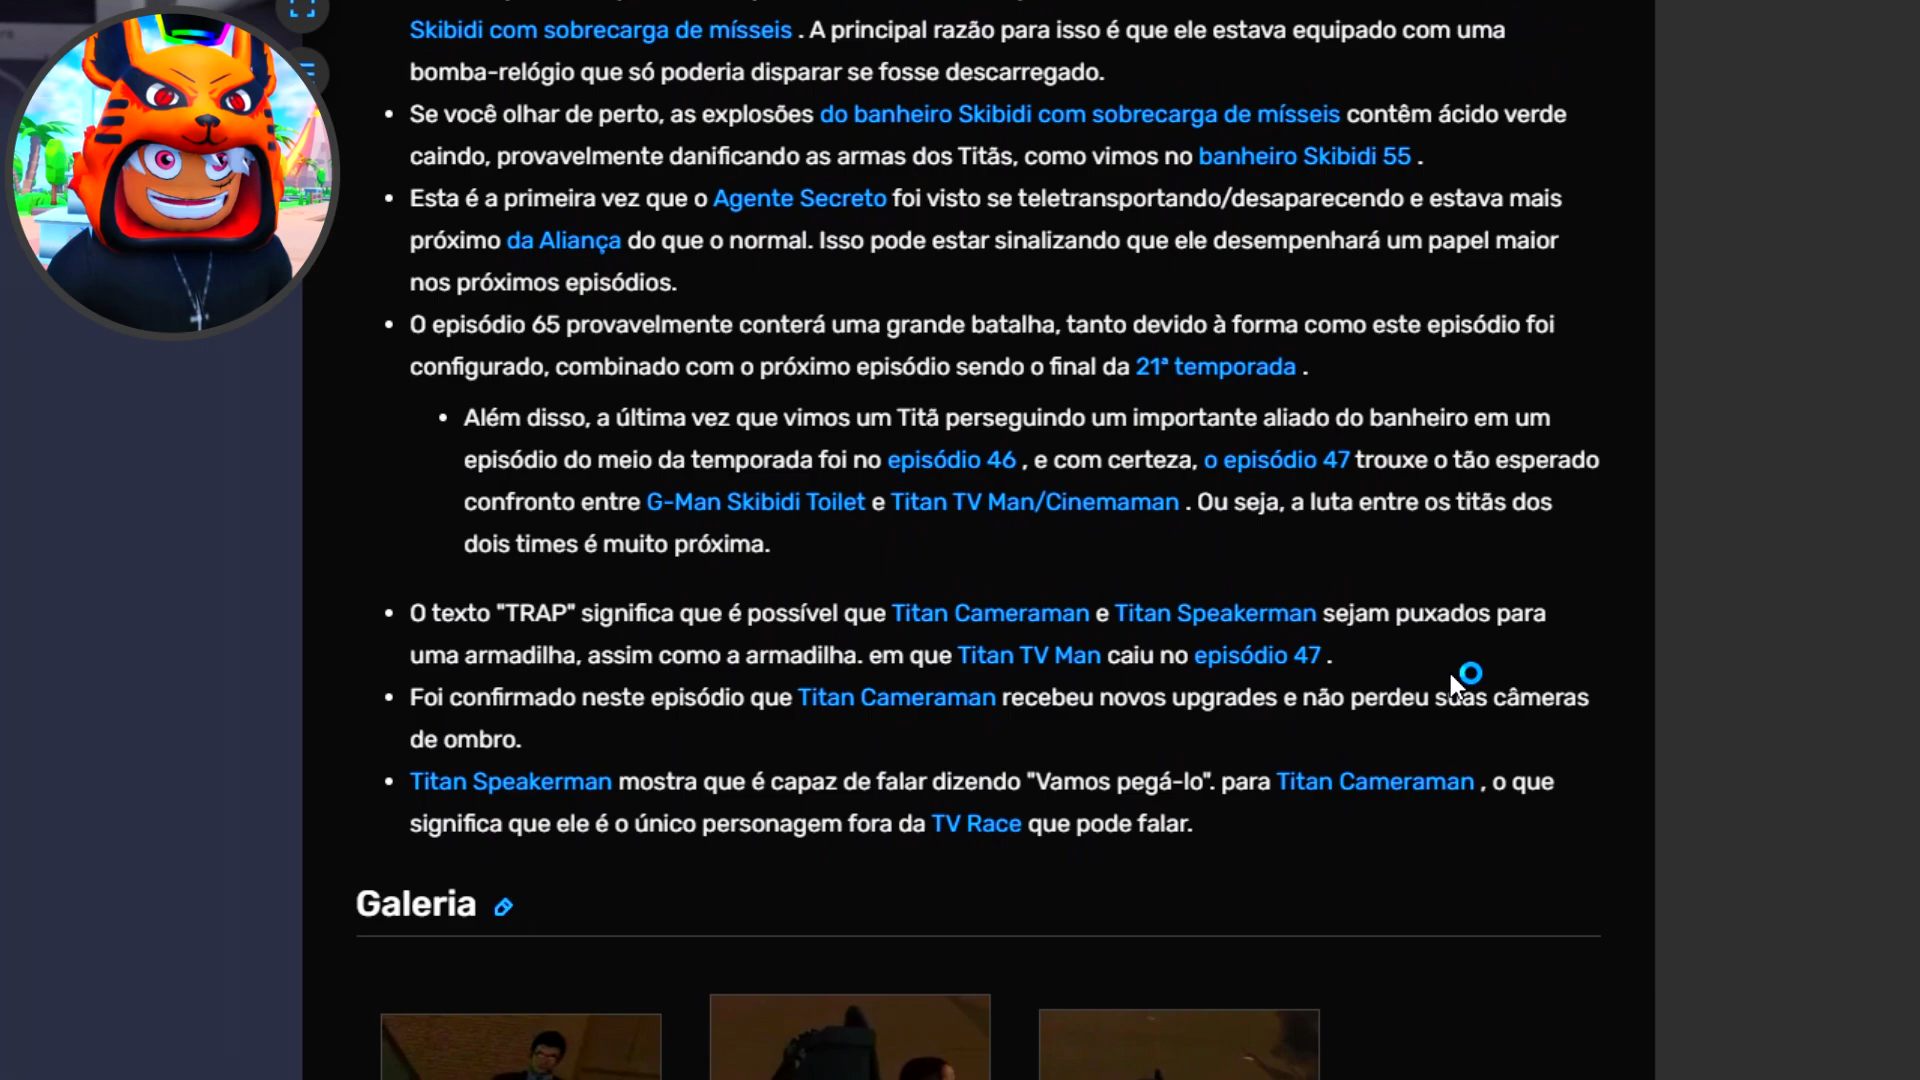 Skibidi com sobrecarga de mísseis . A principal razão para isso é que ele estava equipado com uma
bomba-relógio que só poderia disparar se fosse descarregado.
Se você olhar de perto, as explosões do banheiro Skibidi com sobrecarga de mísseis contêm ácido verde
caindo, provavelmente danificando as armas dos Titãs, como vimos no banheiro Skibidi 55 .
Esta é a primeira vez que o Agente Secreto foi visto se teletransportando/desaparecendo e estava mais
próximo da Aliança do que o normal. Isso pode estar sinalizando que ele desempenhará um papel maior
nos próximos episódios.
O episódio 65 provavelmente conterá uma grande batalha, tanto devido à forma como este episódio foi
configurado, combinado com o próximo episódio sendo o final da 21ª temporada .
Além disso, a última vez que vimos um Titã perseguindo um importante aliado do banheiro em um
episódio do meio da temporada foi no episódio 46 , e com certeza, o episódio 47 trouxe o tão esperado
confronto entre G-Man Skibidi Toilet e Titan TV Man/Cinemaman . Ou seja, a luta entre os titãs dos
dois times é muito próxima.
O texto "TRAP" significa que é possível que Titan Cameraman e Titan Speakerman sejam puxados para
uma armadilha, assim como a armadilha. em que Titan TV Man caiu no episódio 47 .
Foi confirmado neste episódio que Titan Cameraman recebeu novos upgrades e não perdeu suas câmeras
de ombro.
Titan Speakerman mostra que é capaz de falar dizendo "Vamos pegá-lo". para Titan Cameraman , o que
significa que ele é o único personagem fora da TV Race que pode falar.
Galeria